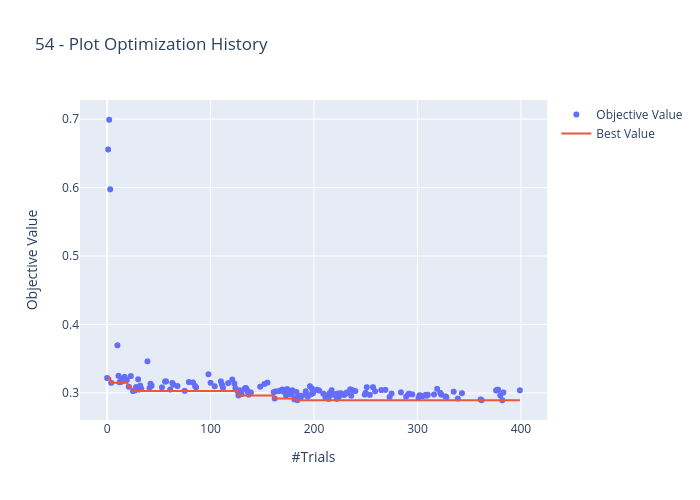 54 - Plot Optimization History
Objective Value
Best Value
0.7
0.6
0.5
0.4
0.3
Objective Value
0
100
200
300
400
#Trials